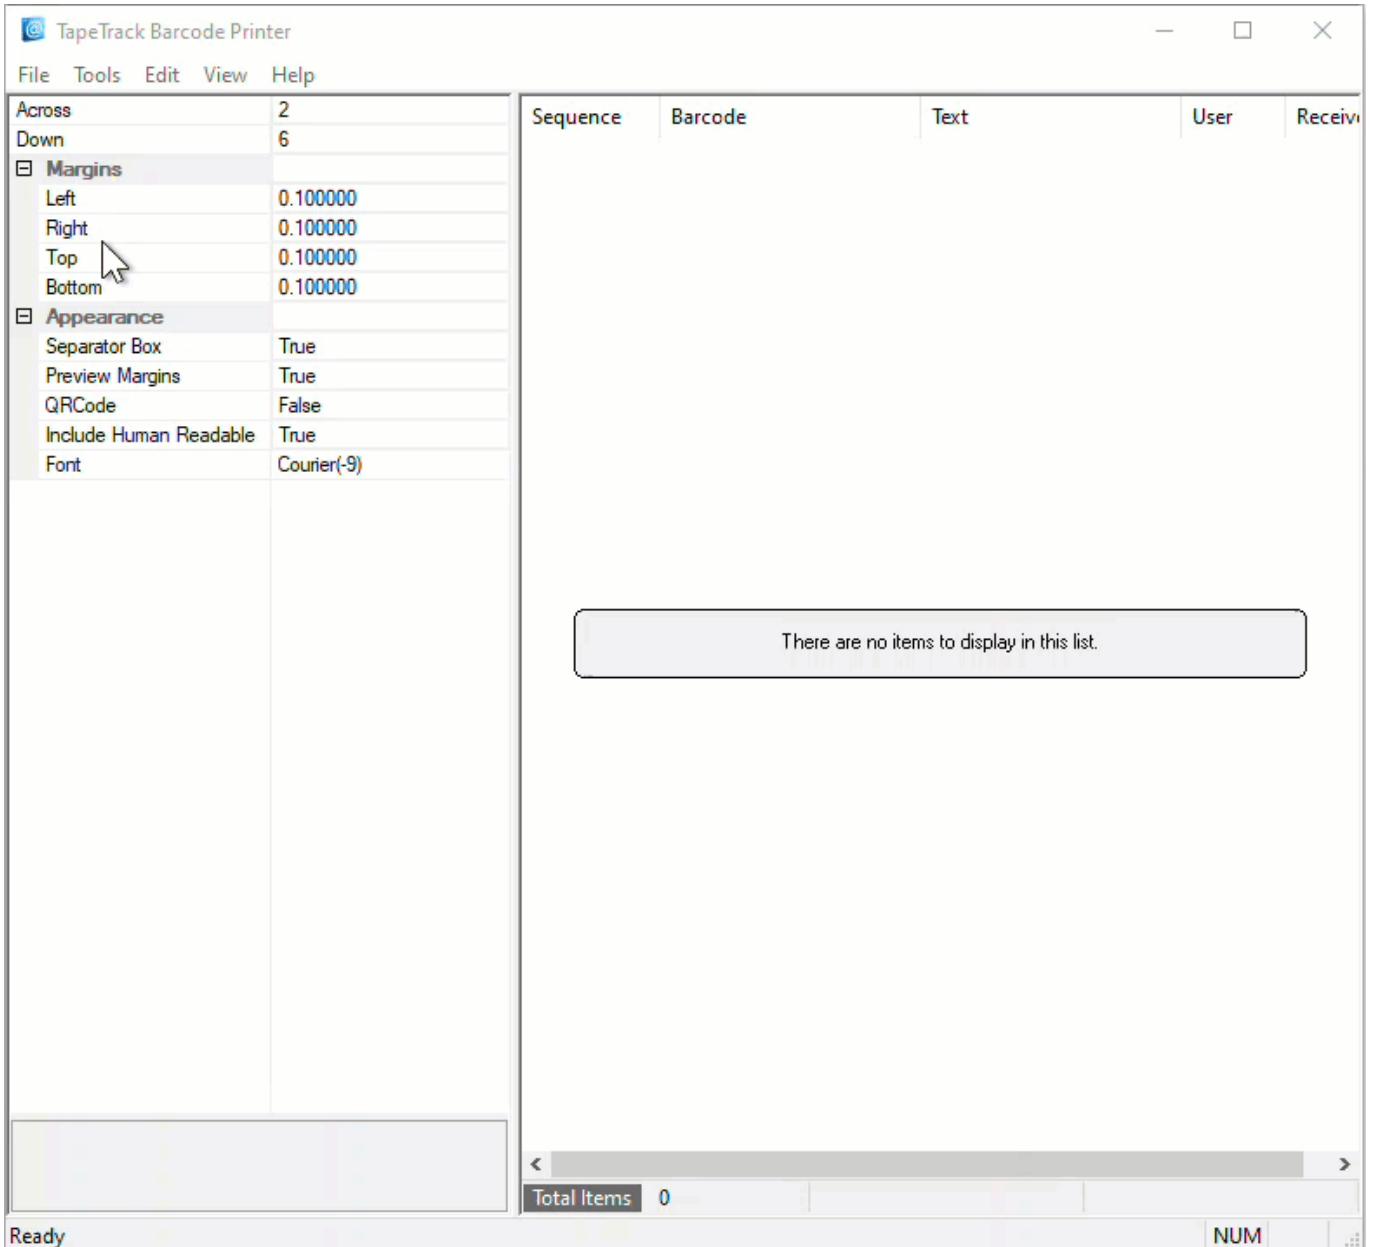 TapeTrack Barcode Printer
File Tools Edit View Help
Across 2
Down 6
Margins
Left 0.100000
Right 0.100000
Top 0.100000
Bottom 0.100000
Appearance
Separator Box True
Preview Margins True
QRCode False
Include Human Readable True
Font Courier(-9)
Sequence Barcode Text User Receiv
There are no items to display in this list.
Total Items 0
Ready NUM